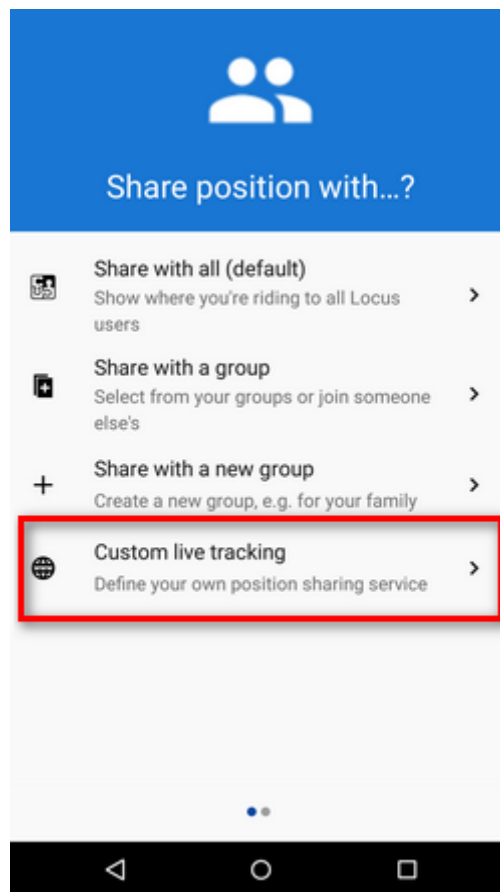 Share position with...?
Share with all (default)
Show where you're riding to all Locus
users
Share with a group
Select from your groups or join someone
else's
Share with a new group
Create a new group, e.g. for your family
Custom live tracking
Define your own position sharing service